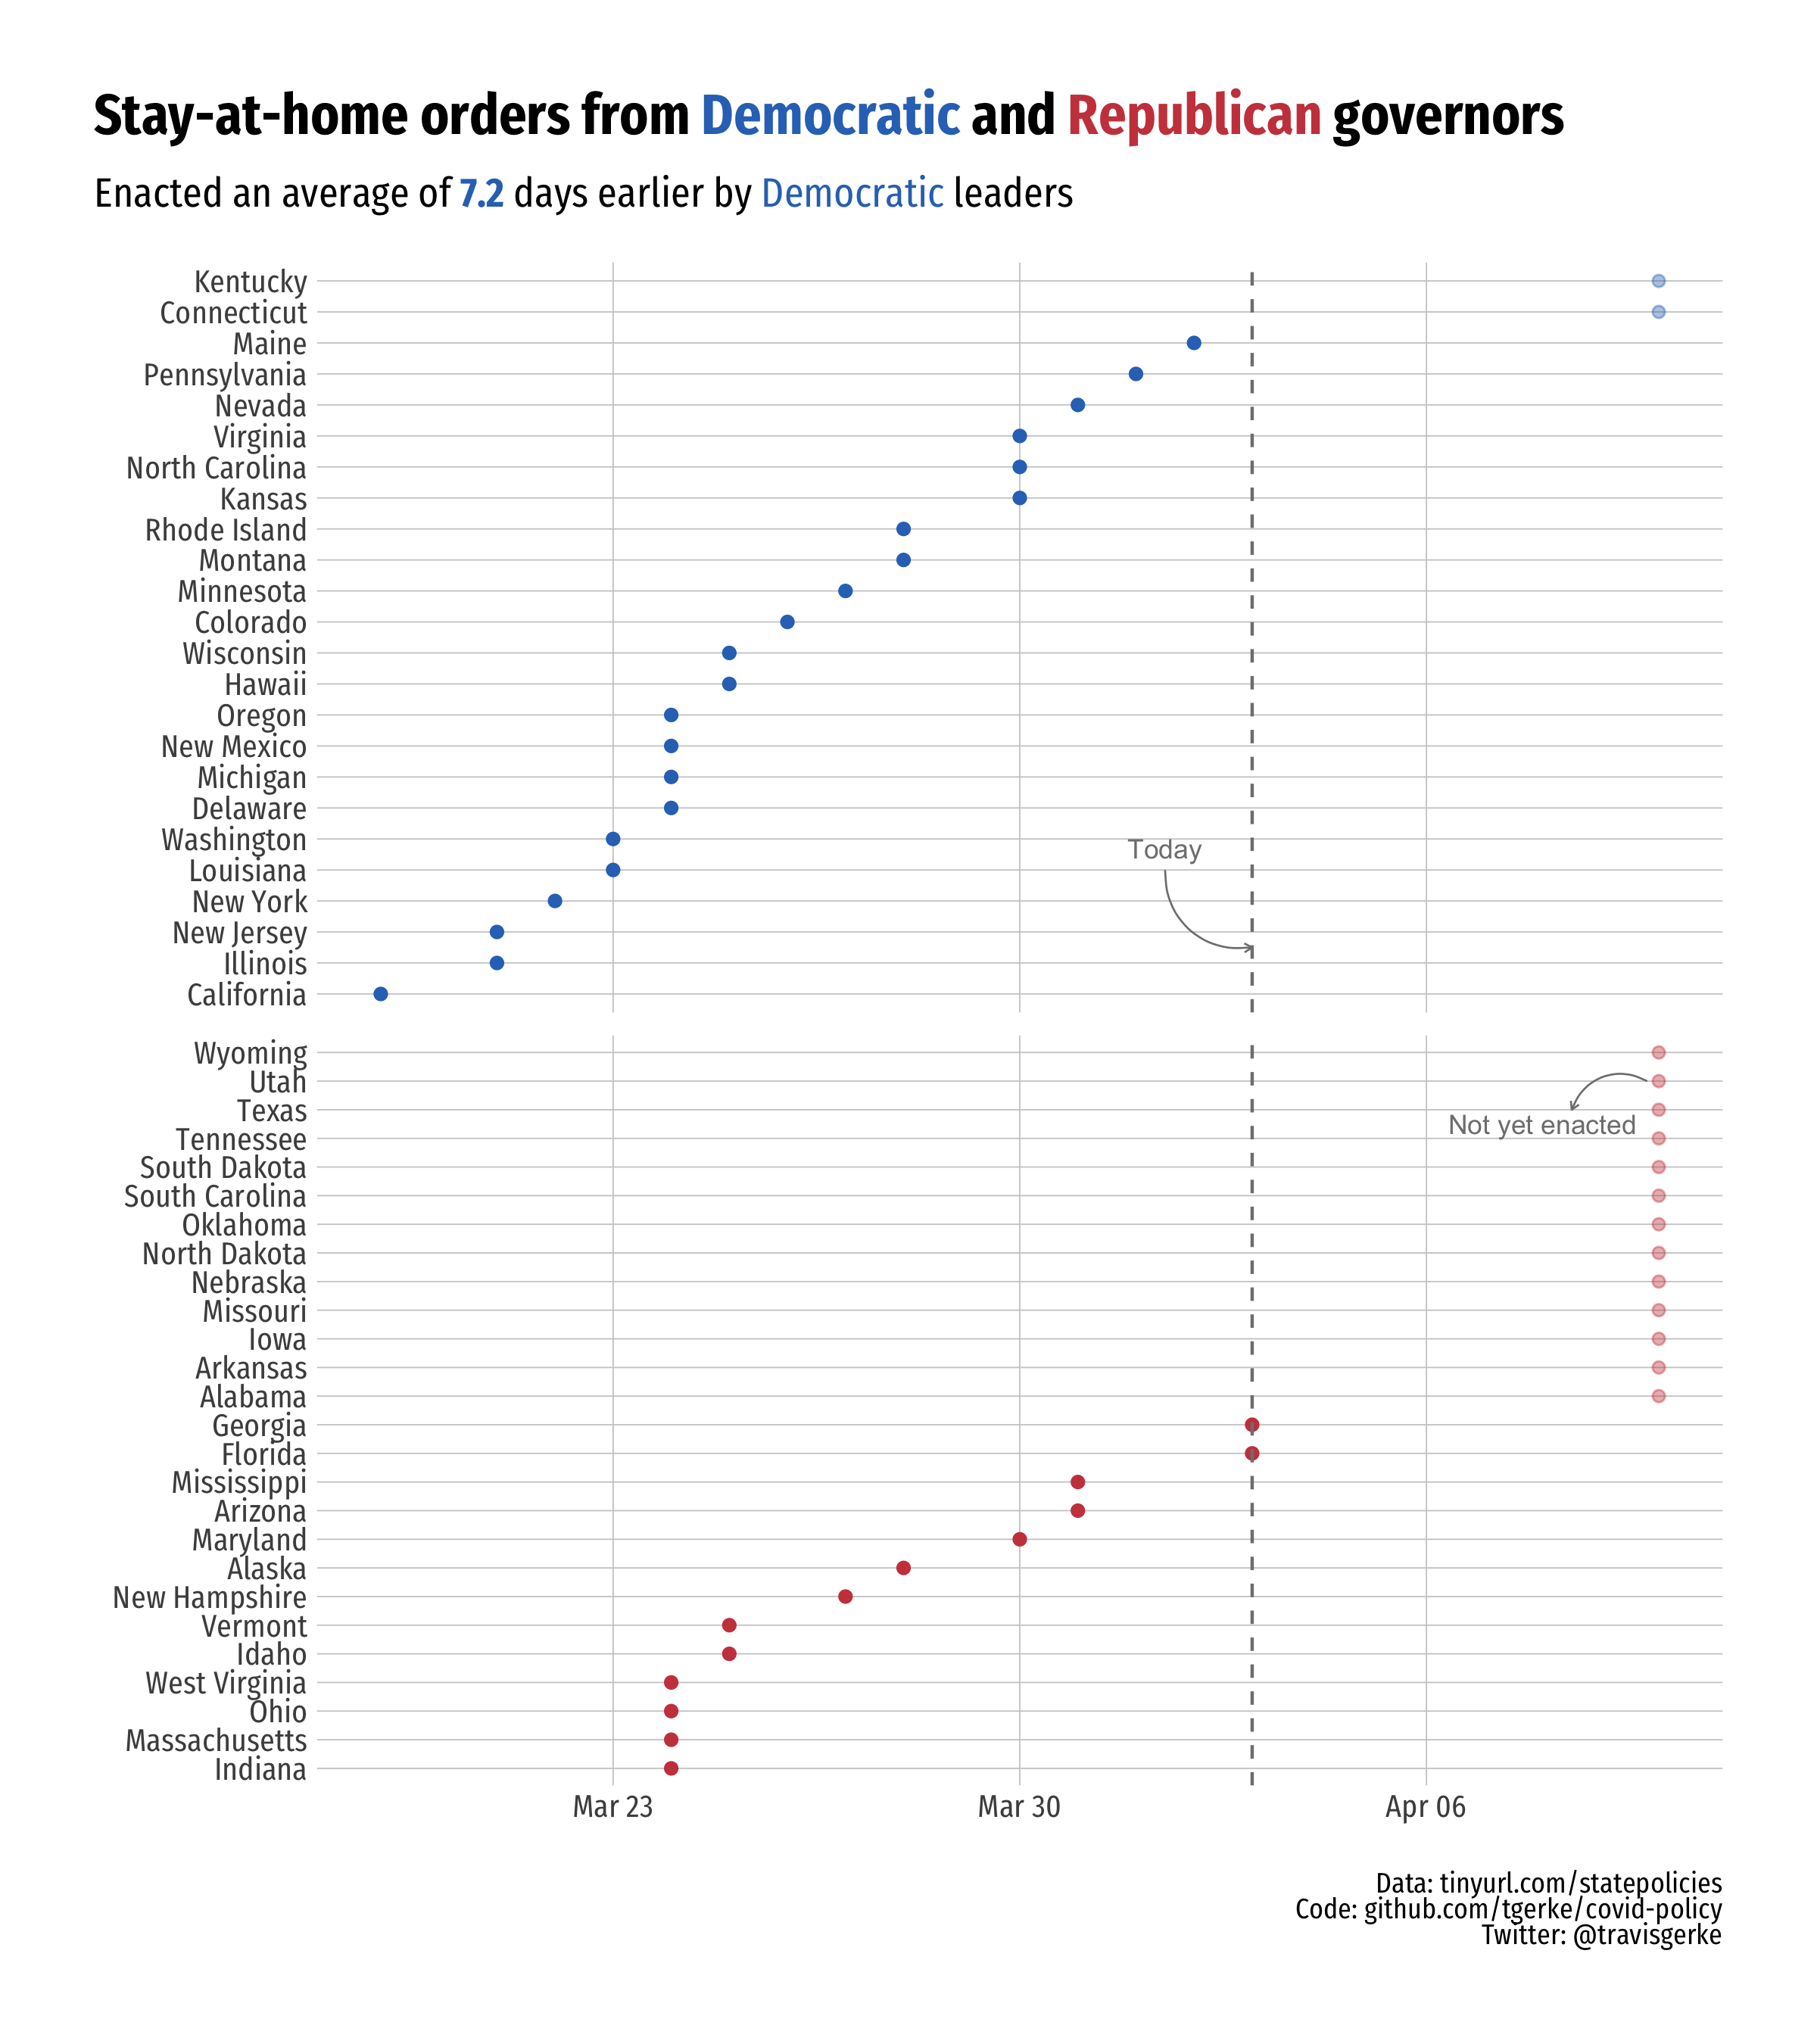 Stay-at-home orders from Democratic and Republican governors
Enacted an average of 7.2 days earlier by Democratic leaders
Kentucky
Connecticut
Maine
Pennsylvania
Nevada
Virginia
North Carolina
Kansas
Rhode Island
Montana
Minnesota
Colorado
Wisconsin
Hawaii
Oregon
New Mexico
Michigan
Delaware
Washington
Today
Louisiana
New York
New Jersey
Illinois
California
Wyoming
Utah
Texas
Not yet enacted
Tennessee
South Dakota
South Carolina
Oklahoma
North Dakota
Nebraska
Missouri
Iowa
Arkansas
Alabama
Georgia
Florida
Mississippi
Arizona
Maryland
Alaska
New Hampshire
Vermont
Idaho
West Virginia
Ohio
Massachusetts
Indiana
Mar 23
Mar 30
Apr 06
Data: tinyurl.com/statepolicies
Code: github.com/tgerke/covid-policy
Twitter: @travisgerke